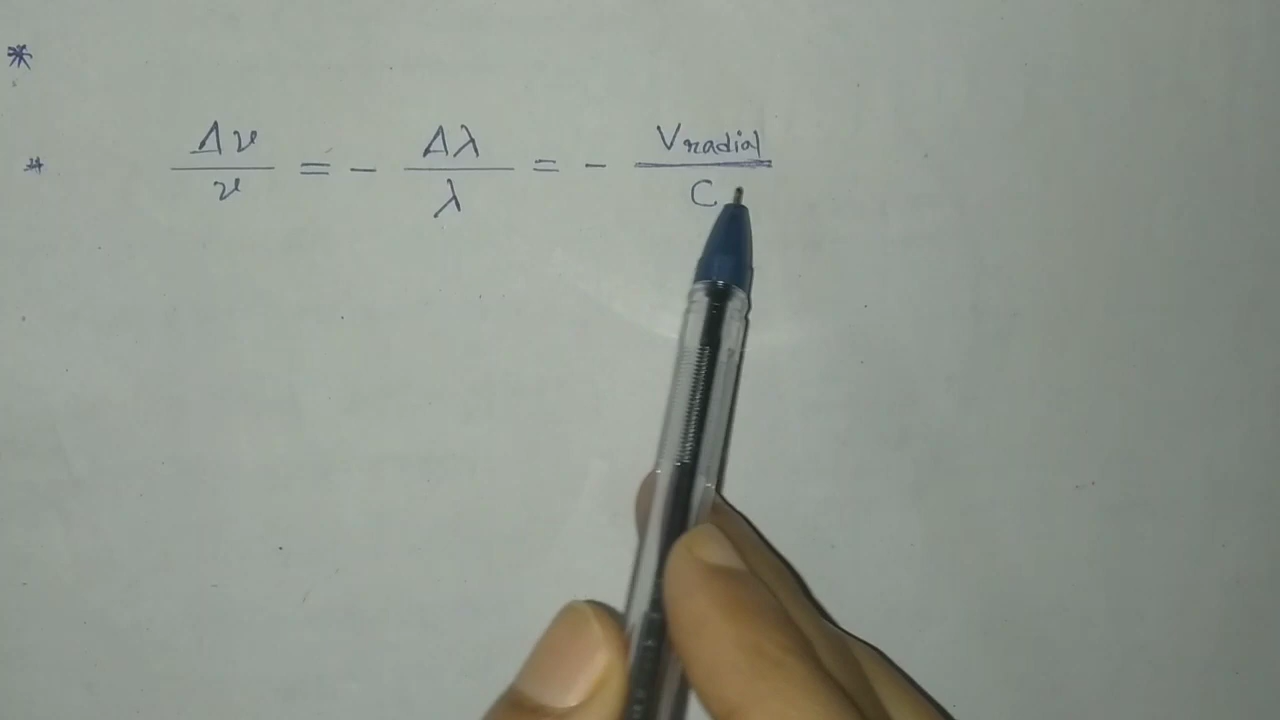 *
* Δν/ν = - Δλ/λ = - Vradial/C